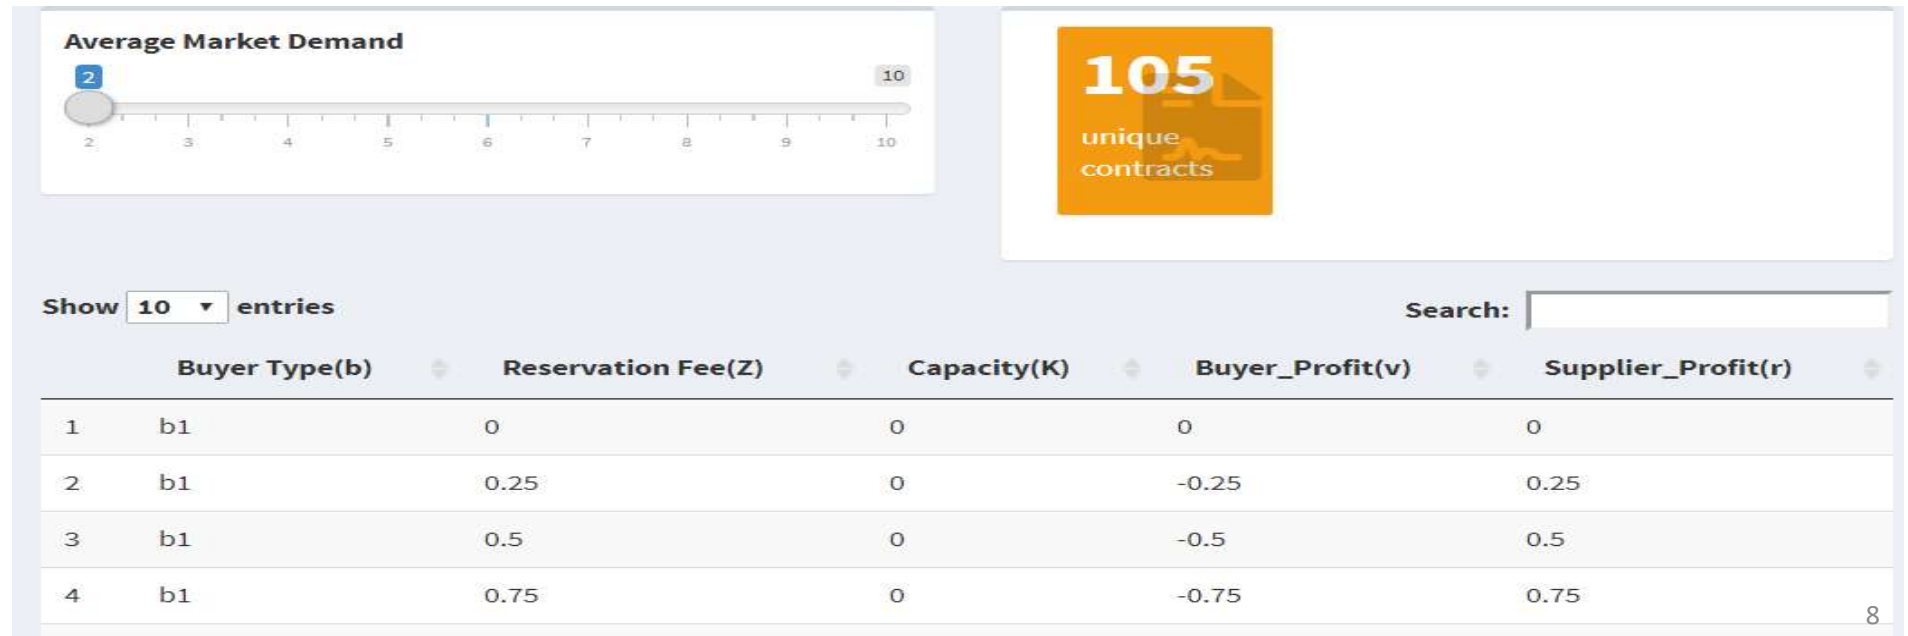 Average Market Demand
2 10
2 3 4 5 6 7 8 9 10
105
unique
contracts
Show 10 entries
Search:
Buyer Type(b) Reservation Fee(Z) Capacity(K) Buyer_Profit(v) Supplier_Profit(r)
1 b1 0 0 0 0
2 b1 0.25 0 -0.25 0.25
3 b1 0.5 0 -0.5 0.5
4 b1 0.75 0 -0.75 0.75
8